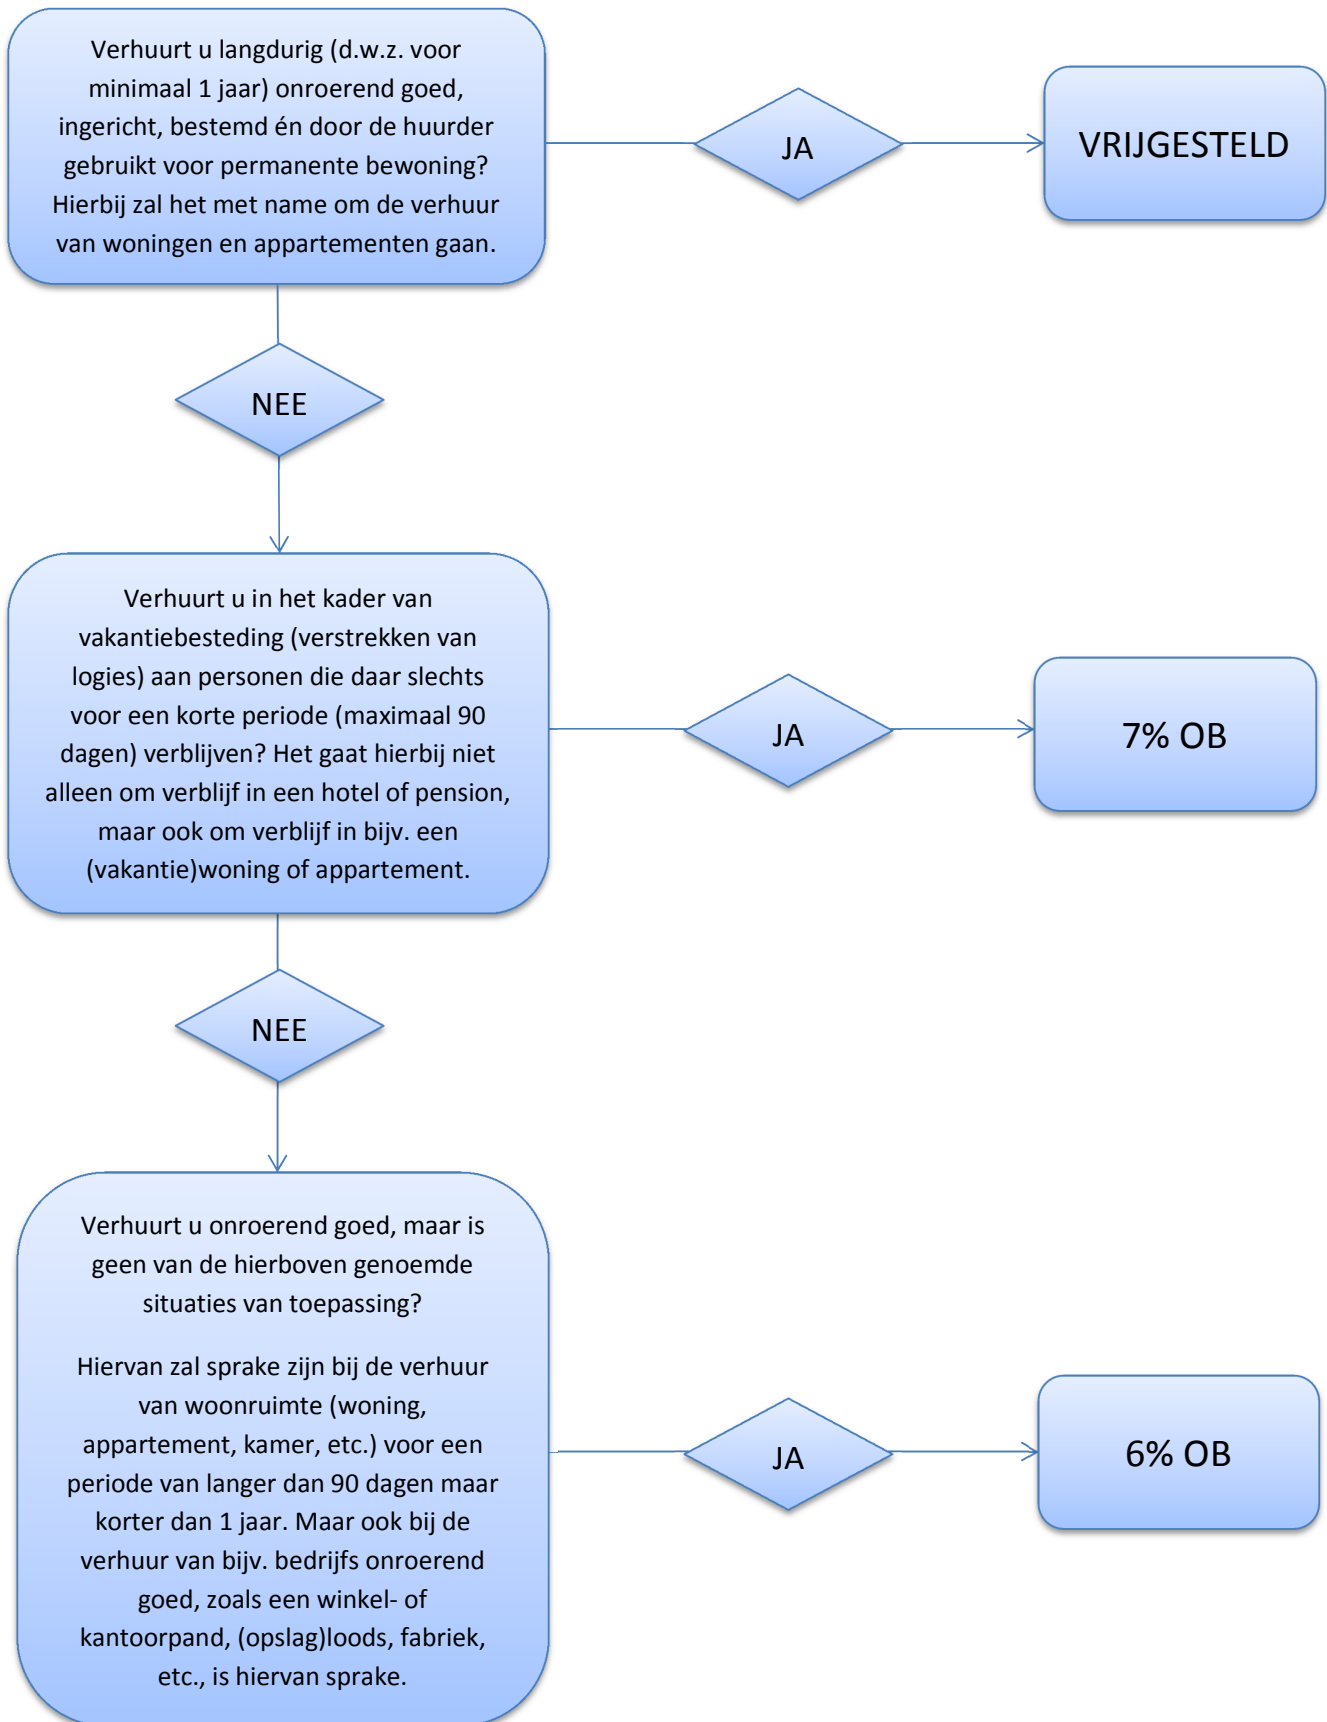 Verhuurt u langdurig (d.w.z. voor
minimaal 1 jaar) onroerend goed,
ingericht, bestemd én door de huurder
gebruikt voor permanente bewoning?
Hierbij zal het met name om de verhuur
van woningen en appartementen gaan.
JA
VRIJGESTELD
NEE
Verhuurt u in het kader van
vakantiebesteding (verstrekken van
logies) aan personen die daar slechts
voor een korte periode (maximaal 90
dagen) verblijven? Het gaat hierbij niet
alleen om verblijf in een hotel of pension,
maar ook om verblijf in bijv. een
(vakantie)woning of appartement.
JA
7% OB
NEE
Verhuurt u onroerend goed, maar is
geen van de hierboven genoemde
situaties van toepassing?
Hiervan zal sprake zijn bij de verhuur
van woonruimte (woning,
appartement, kamer, etc.) voor een
periode van langer dan 90 dagen maar
korter dan 1 jaar. Maar ook bij de
verhuur van bijv. bedrijfs onroerend
goed, zoals een winkel- of
kantoorpand, (opslag)loods, fabriek,
etc., is hiervan sprake.
JA
6% OB